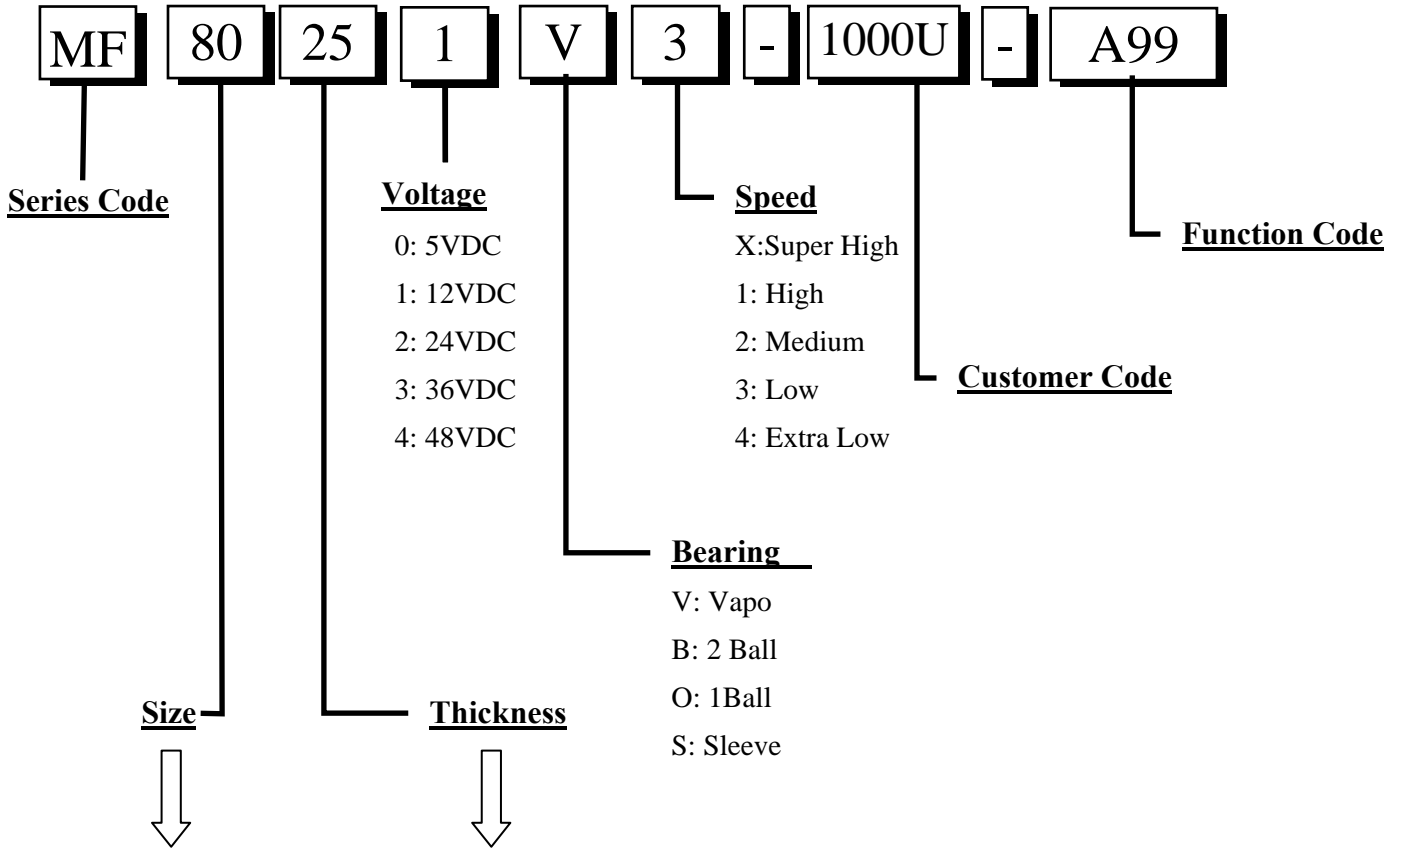 MF 80 25 1 V 3 - 1000U - A99
Series Code
Voltage
0: 5VDC
1: 12VDC
2: 24VDC
3: 36VDC
4: 48VDC
Speed
X:Super High
1: High
2: Medium
3: Low
4: Extra Low
Function Code
Customer Code
Bearing
V: Vapo
B: 2 Ball
O: 1Ball
S: Sleeve
Size
Thickness